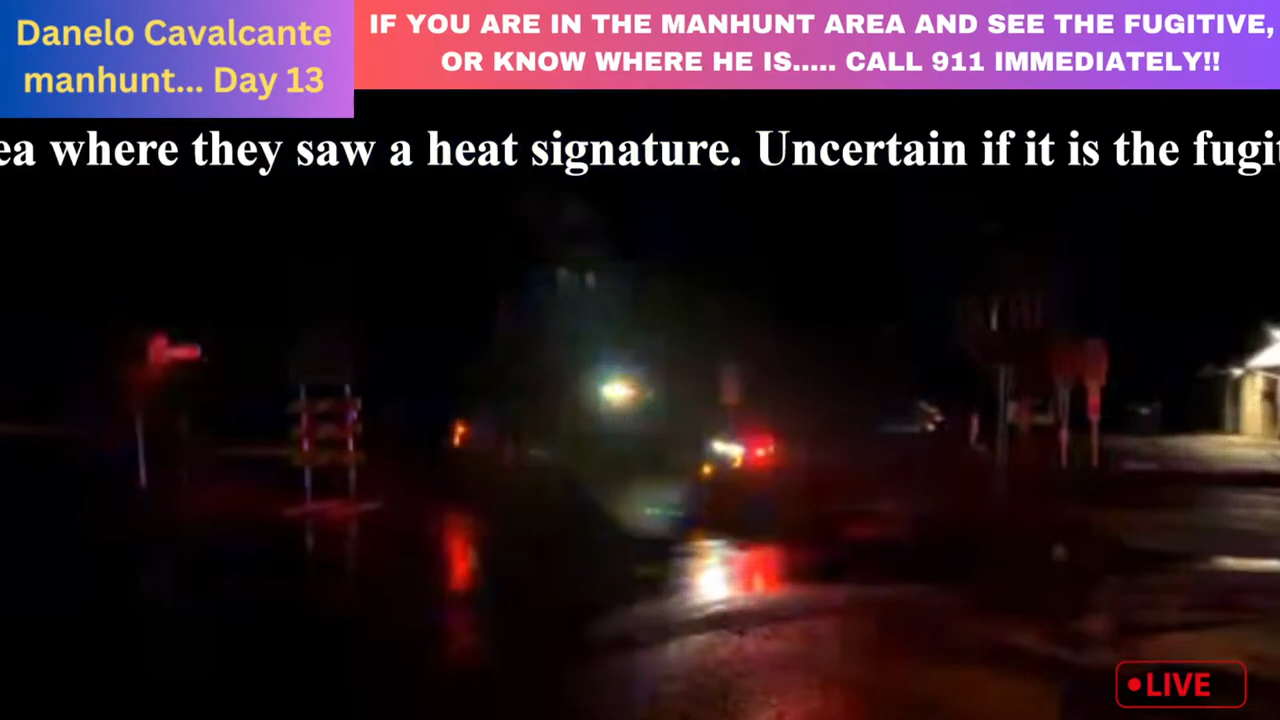 Danelo Cavalcante
manhunt... Day 13
IF YOU ARE IN THE MANHUNT AREA AND SEE THE FUGITIVE,
OR KNOW WHERE HE IS..... CALL 911 IMMEDIATELY!!
where they saw a heat signature. Uncertain if it is the
LIVE